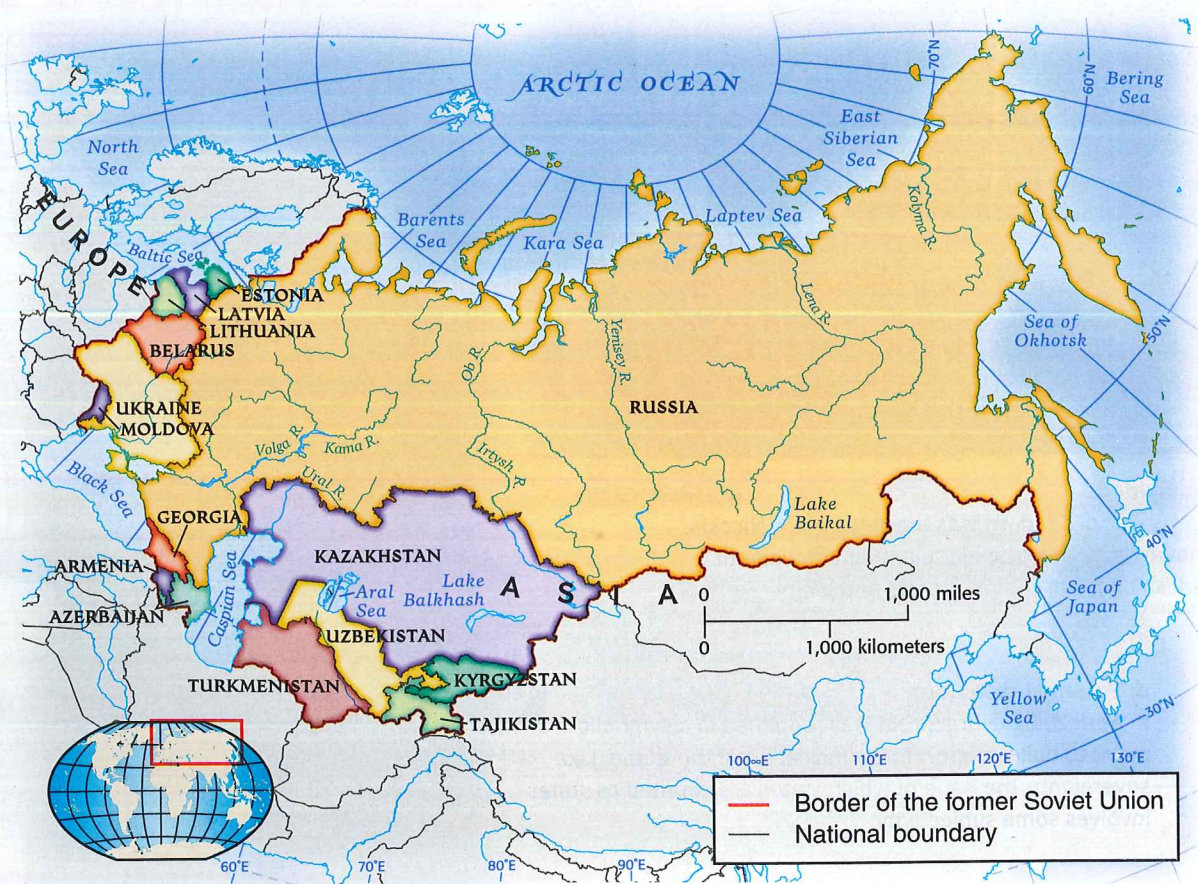 ARCTIC OCEAN
70°N
60°N
Bering
Sea
East
Siberian
Sea
North
Sea
EUROPE
Barents
Sea
Kara Sea
Laptev Sea
Kolyma R.
Baltic Sea
ESTONIA
LATVIA
LITHUANIA
BELARUS
Lena R.
Sea of
Okhotsk
50°N
Ob R.
Yenisey R.
RUSSIA
UKRAINE
MOLDOVA
Volga R.
Kama R.
Irtysh R.
Ural R.
Black Sea
GEORGIA
Lake
Baikal
40°N
ARMENIA
KAZAKHSTAN
Caspian Sea
Aral
Sea
Lake
Balkhash
ASIA
0 1,000 miles
0 1,000 kilometers
Sea of
Japan
AZERBAIJAN
UZBEKISTAN
TURKMENISTAN
KYRGYZSTAN
TAJIKISTAN
Yellow
Sea
30°N
100∞E
110°E
120°E
130°E
Border of the former Soviet Union
National boundary
60°E
70°E
80°E
90°E